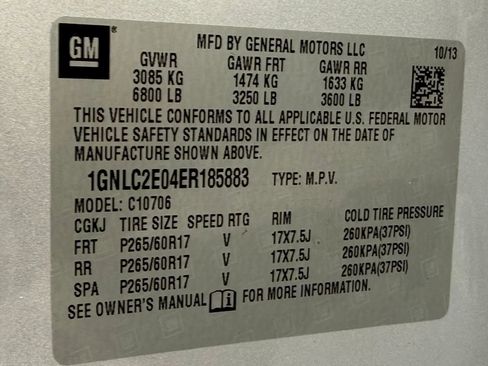 GM ®
MFD BY GENERAL MOTORS LLC 10/13
GVWR GAWR FRT GAWR RR
3085 KG 1474 KG 1633 KG
6800 LB 3250 LB 3600 LB
THIS VEHICLE CONFORMS TO ALL APPLICABLE U.S. FEDERAL MOTOR
VEHICLE SAFETY STANDARDS IN EFFECT ON THE DATE OF
MANUFACTURE SHOWN ABOVE.
1GNLC2E04ER185883 TYPE: M.P.V.
MODEL: C10706
CGKJ TIRE SIZE SPEED RTG RIM COLD TIRE PRESSURE
FRT P265/60R17 V 17X7.5J 260KPA(37PSI)
RR P265/60R17 V 17X7.5J 260KPA(37PSI)
SPA P265/60R17 V 17X7.5J 260KPA(37PSI)
SEE OWNER'S MANUAL i FOR MORE INFORMATION.